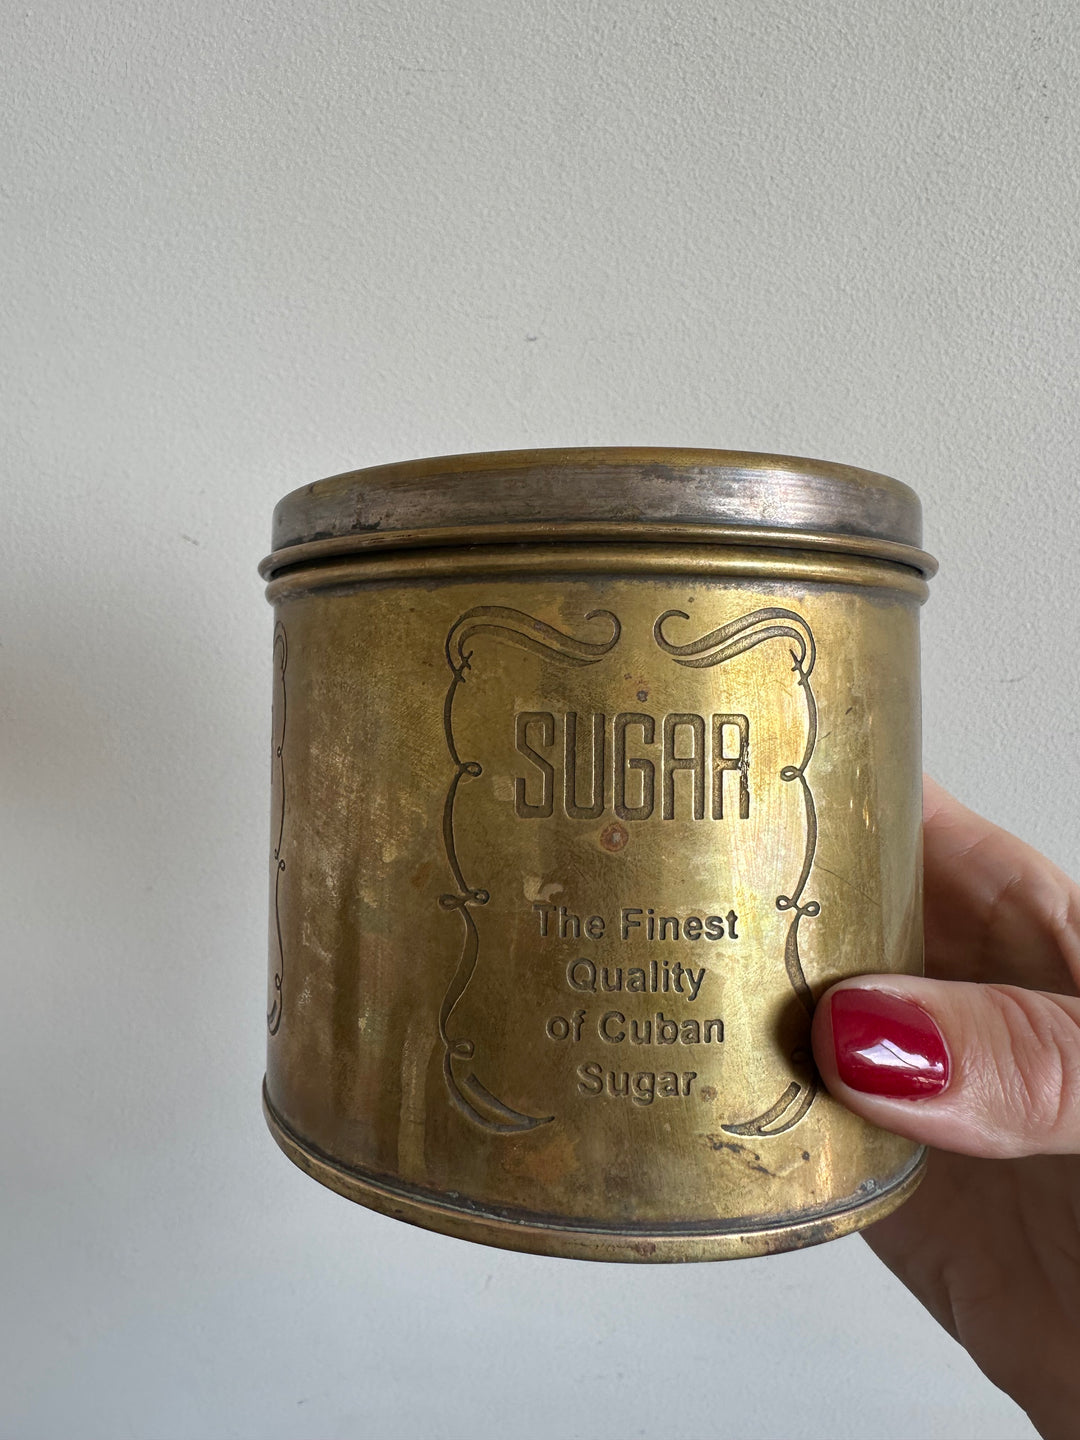 SUGAR
The Finest
Quality
of Cuban
Sugar